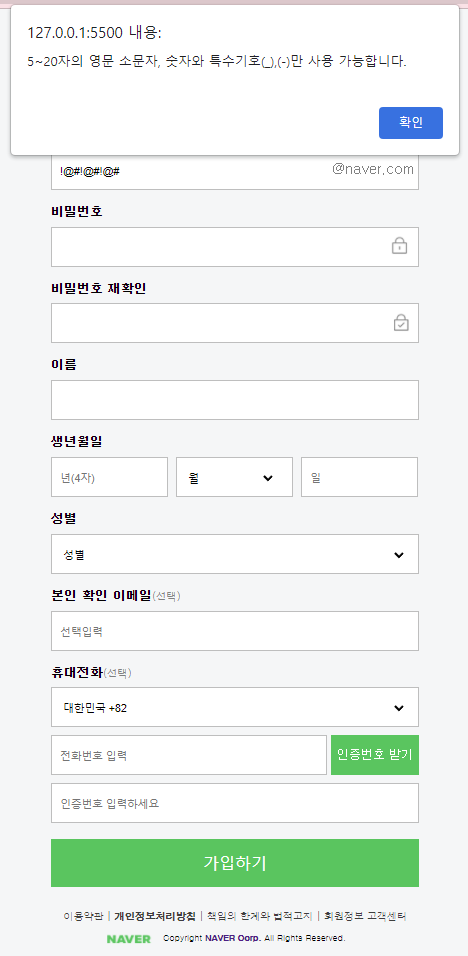 127.0.0.1:5500 내용:
5~20자의 영문 소문자, 숫자와 특수기호(_),(-)만 사용 가능합니다.
확인
!@#!@#!@# @naver.com
비밀번호
비밀번호 재확인
이름
생년월일
년(4자) 월 일
성별
성별
본인 확인 이메일(선택)
선택입력
휴대전화(선택)
대한민국 +82
전화번호 입력 인증번호 받기
인증번호 입력하세요
가입하기
이용약관 | 개인정보처리방침 | 책임의 한계와 법적고지 | 회원정보 고객센터
NAVER Copyright NAVER Corp. All Rights Reserved.